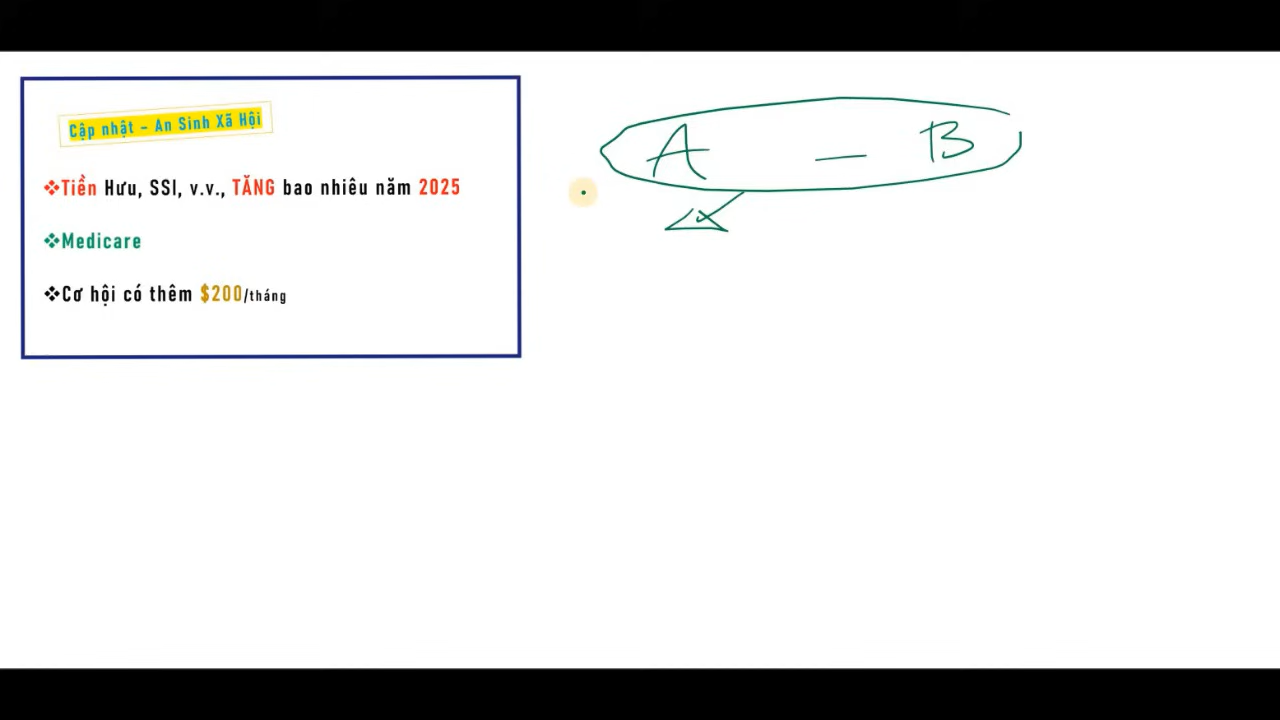 Cập nhật – An Sinh Xã Hội
❖Tiền Hưu, SSI, v.v., TĂNG bao nhiêu năm 2025
❖Medicare
❖Cơ hội có thêm $200/tháng
A – B